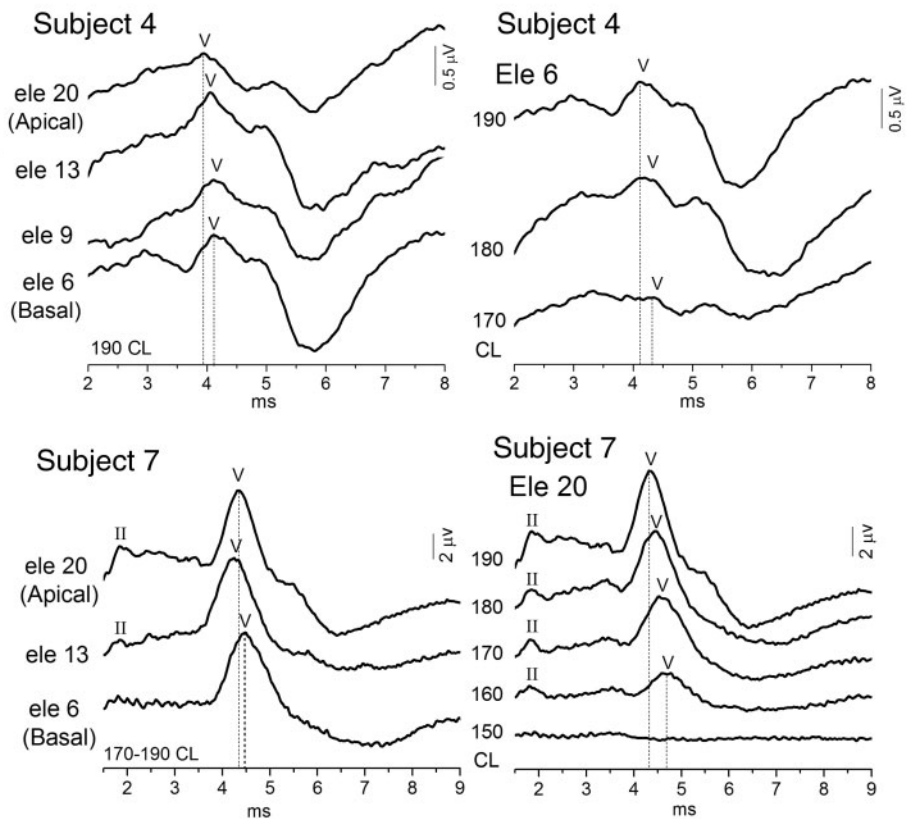 Subject 4
V
ele 20
(Apical)
0.5 μV
V
ele 13
V
ele 9
V
ele 6
(Basal)
190 CL
2 3 4 5 6 7 8
ms
Subject 4
Ele 6
V
190
0.5 μV
V
180
V
170
CL
2 3 4 5 6 7 8
ms
Subject 7
V
II
2 μv
ele 20
(Apical)
V
II
ele 13
V
ele 6
(Basal)
170-190 CL
2 3 4 5 6 7 8 9
ms
Subject 7
Ele 20
V
II
190
2 μv
V
II
180
V
II
170
V
II
160
150
CL
2 3 4 5 6 7 8 9
ms